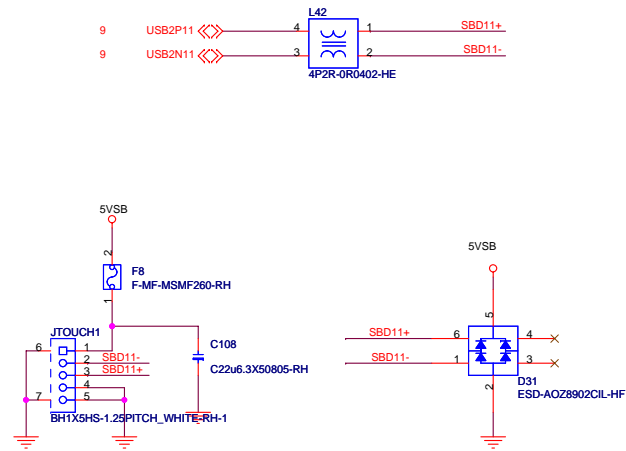 L42
9 USB2P11 4 1 SBD11+
9 USB2N11 3 2 SBD11-
4P2R-0R0402-HE
5VSB
2
F8
F-MF-MSMF260-RH
1
5VSB
5
JTOUCH1
6 1
2 SBD11-
3 SBD11+
4
7 5
BH1X5HS-1.25PITCH_WHITE-RH-1
C108
C22u6.3X50805-RH
SBD11+ 6 4
SBD11- 1 3
2
D31
ESD-AOZ8902CIL-HF